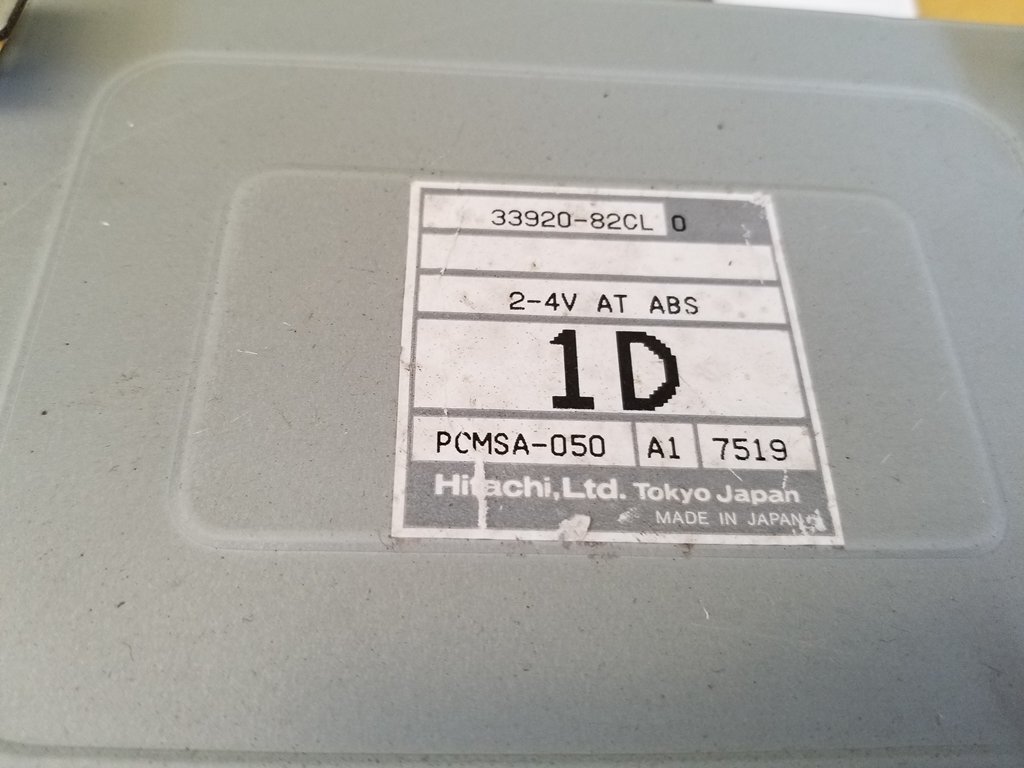 33920-82CL 0
2-4V AT ABS
1D
PCMSA-050 A1 7519
Hitachi,Ltd. Tokyo Japan
MADE IN JAPAN